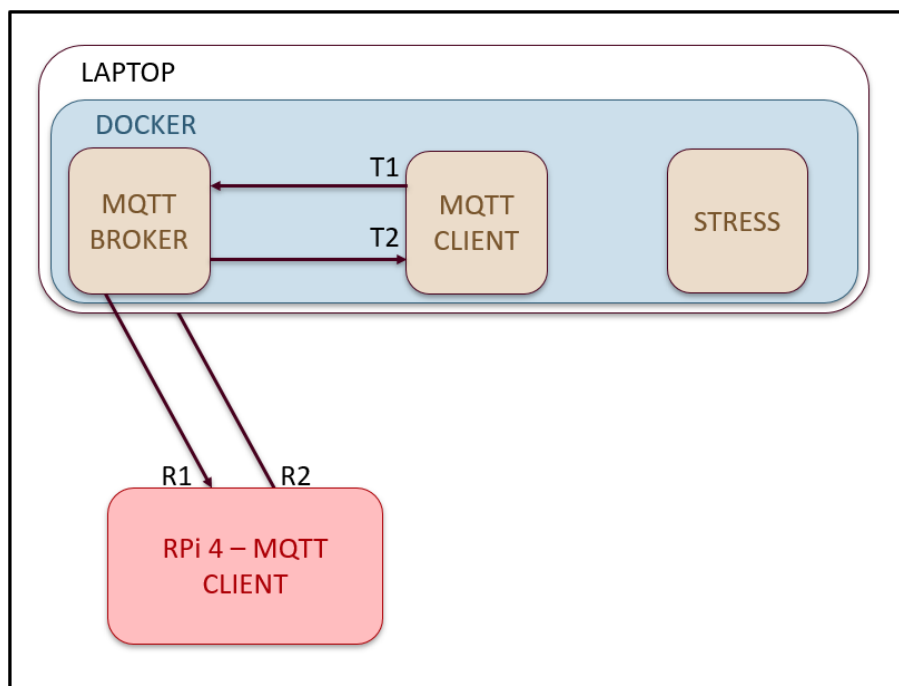 LAPTOP
DOCKER
MQTT
BROKER
T1
T2
MQTT
CLIENT
STRESS
R1
R2
RPi 4 – MQTT
CLIENT